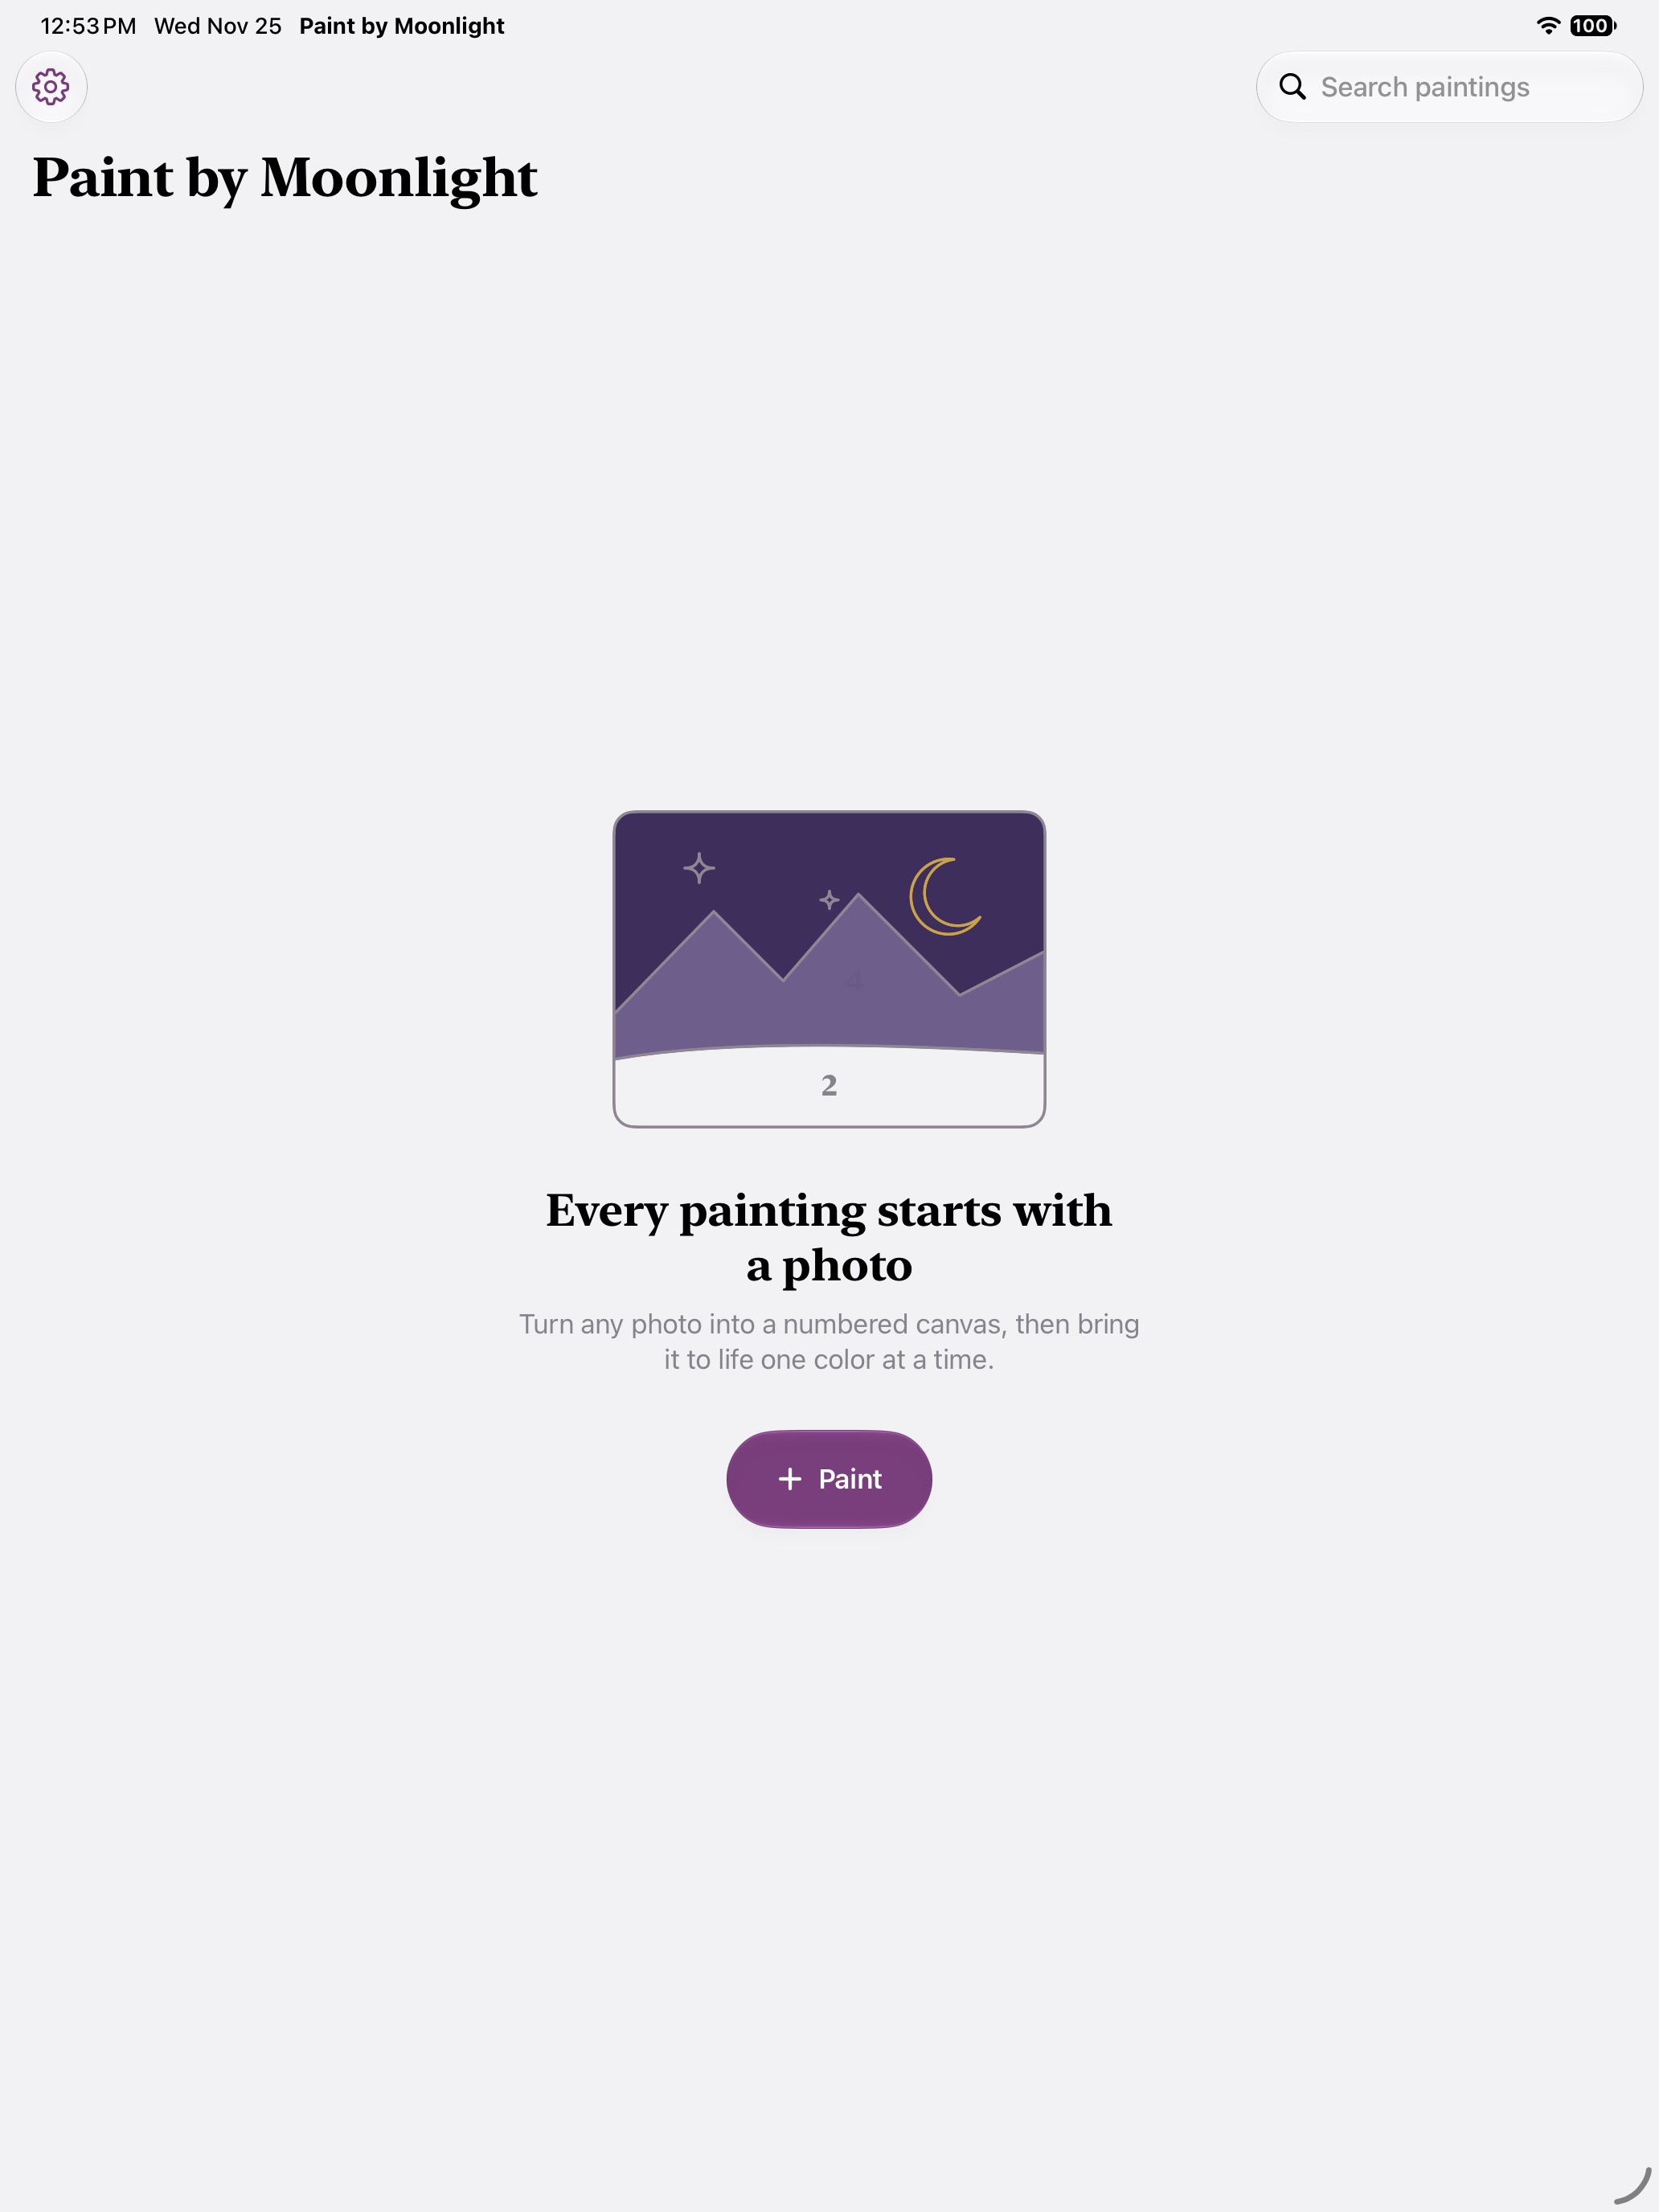 12:53 PM Wed Nov 25 Paint by Moonlight
100
Search paintings
Paint by Moonlight
4
2
Every painting starts with
a photo
Turn any photo into a numbered canvas, then bring
it to life one color at a time.
+ Paint